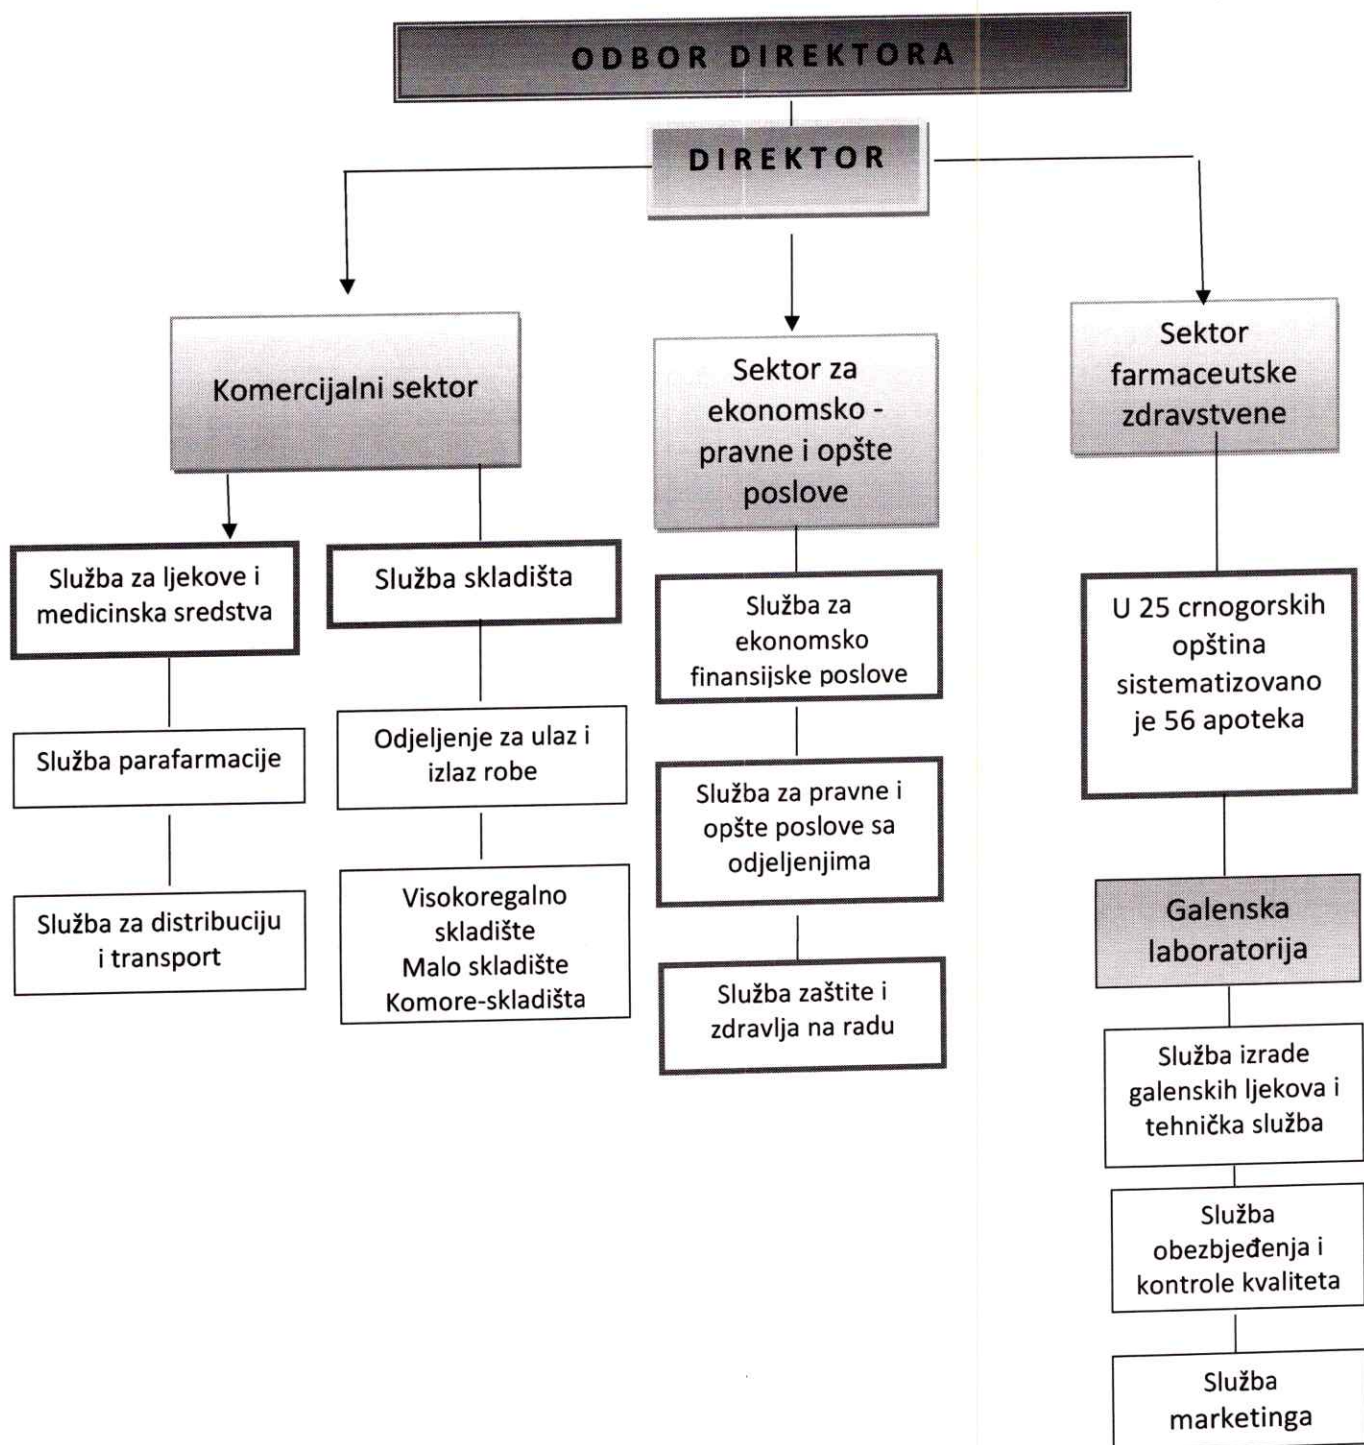 ODBOR DIREKTORA
DIREKTOR
Komercijalni sektor
Služba za ljekove i
medicinska sredstva
Služba parafarmacije
Služba za distribuciju
i transport
Služba skladišta
Odjeljenje za ulaz i
izlaz robe
Visokoregalno
skladište
Malo skladište
Komore-skladišta
Sektor za
ekonomsko -
pravne i opšte
poslove
Služba za
ekonomsko
finansijske poslove
Služba za pravne i
opšte poslove sa
odjeljenjima
Služba zaštite i
zdravlja na radu
Sektor
farmaceutske
zdravstvene
U 25 crnogorskih
opština
sistematizovano
je 56 apoteka
Galenska
laboratorija
Služba izrade
galenskih ljekova i
tehnička služba
Služba
obezbjeđenja i
kontrole kvaliteta
Služba
marketinga